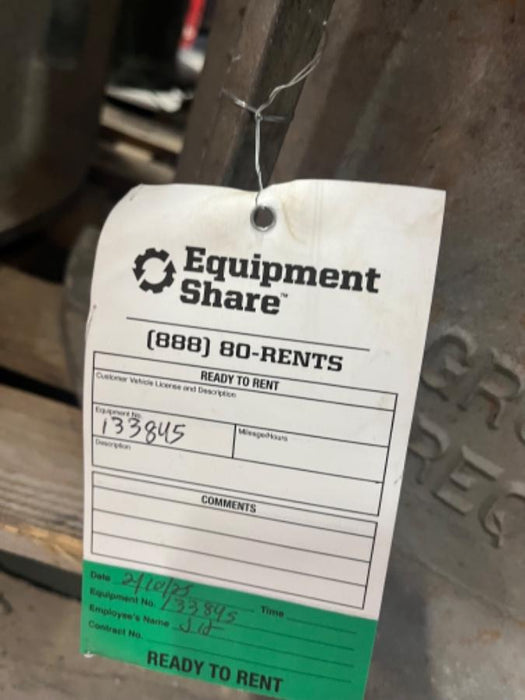 Equipment
Share™
(888) 80-RENTS
READY TO RENT
Customer Vehicle License and Description
Equipment No.
133845
Mileage/Hours
Description
COMMENTS
Date
Equipment No. 133845
Time
Employee's Name
Contract No.
READY TO RENT